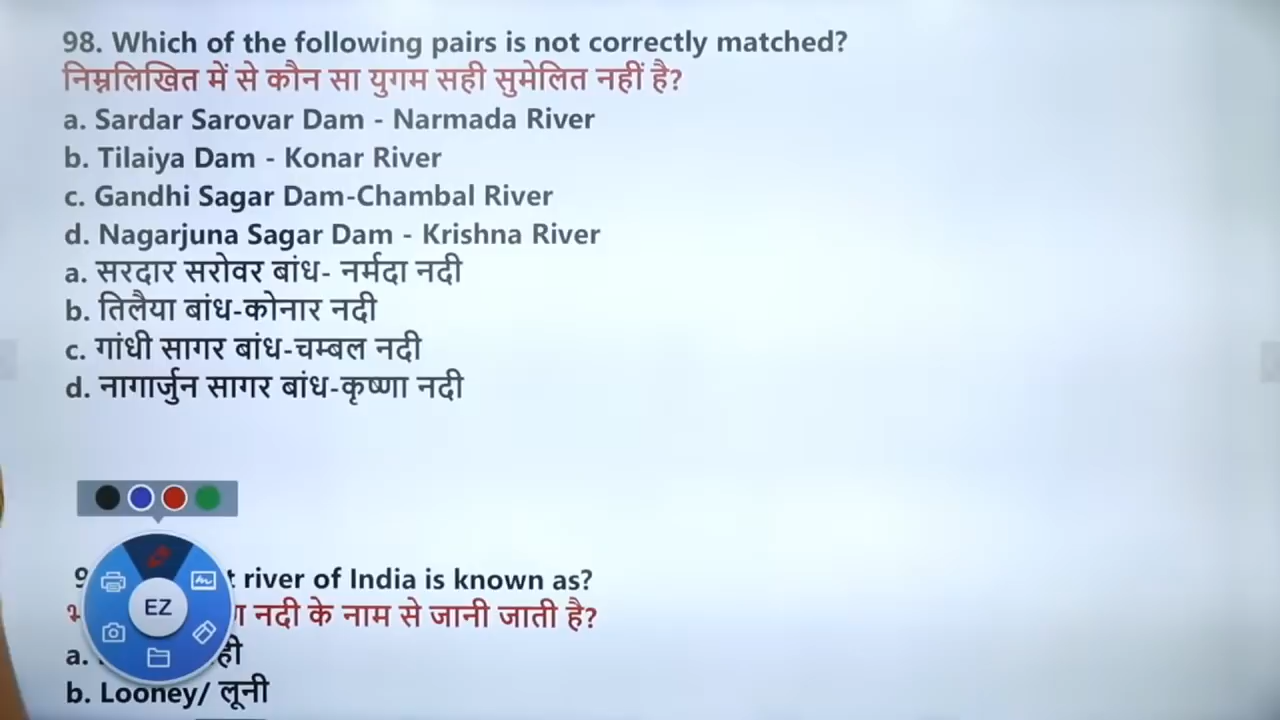 98. Which of the following pairs is not correctly matched?
निम्नलिखित में से कौन सा युगम सही सुमेलित नहीं है?
a. Sardar Sarovar Dam - Narmada River
b. Tilaiya Dam - Konar River
c. Gandhi Sagar Dam-Chambal River
d. Nagarjuna Sagar Dam - Krishna River
a. सरदार सरोवर बांध- नर्मदा नदी
b. तिलैया बांध-कोनार नदी
c. गांधी सागर बांध-चम्बल नदी
d. नागार्जुन सागर बांध-कृष्णा नदी
river of India is known as?
EZ
नदी के नाम से जानी जाती है?
a.
b. Looney/ लूनी